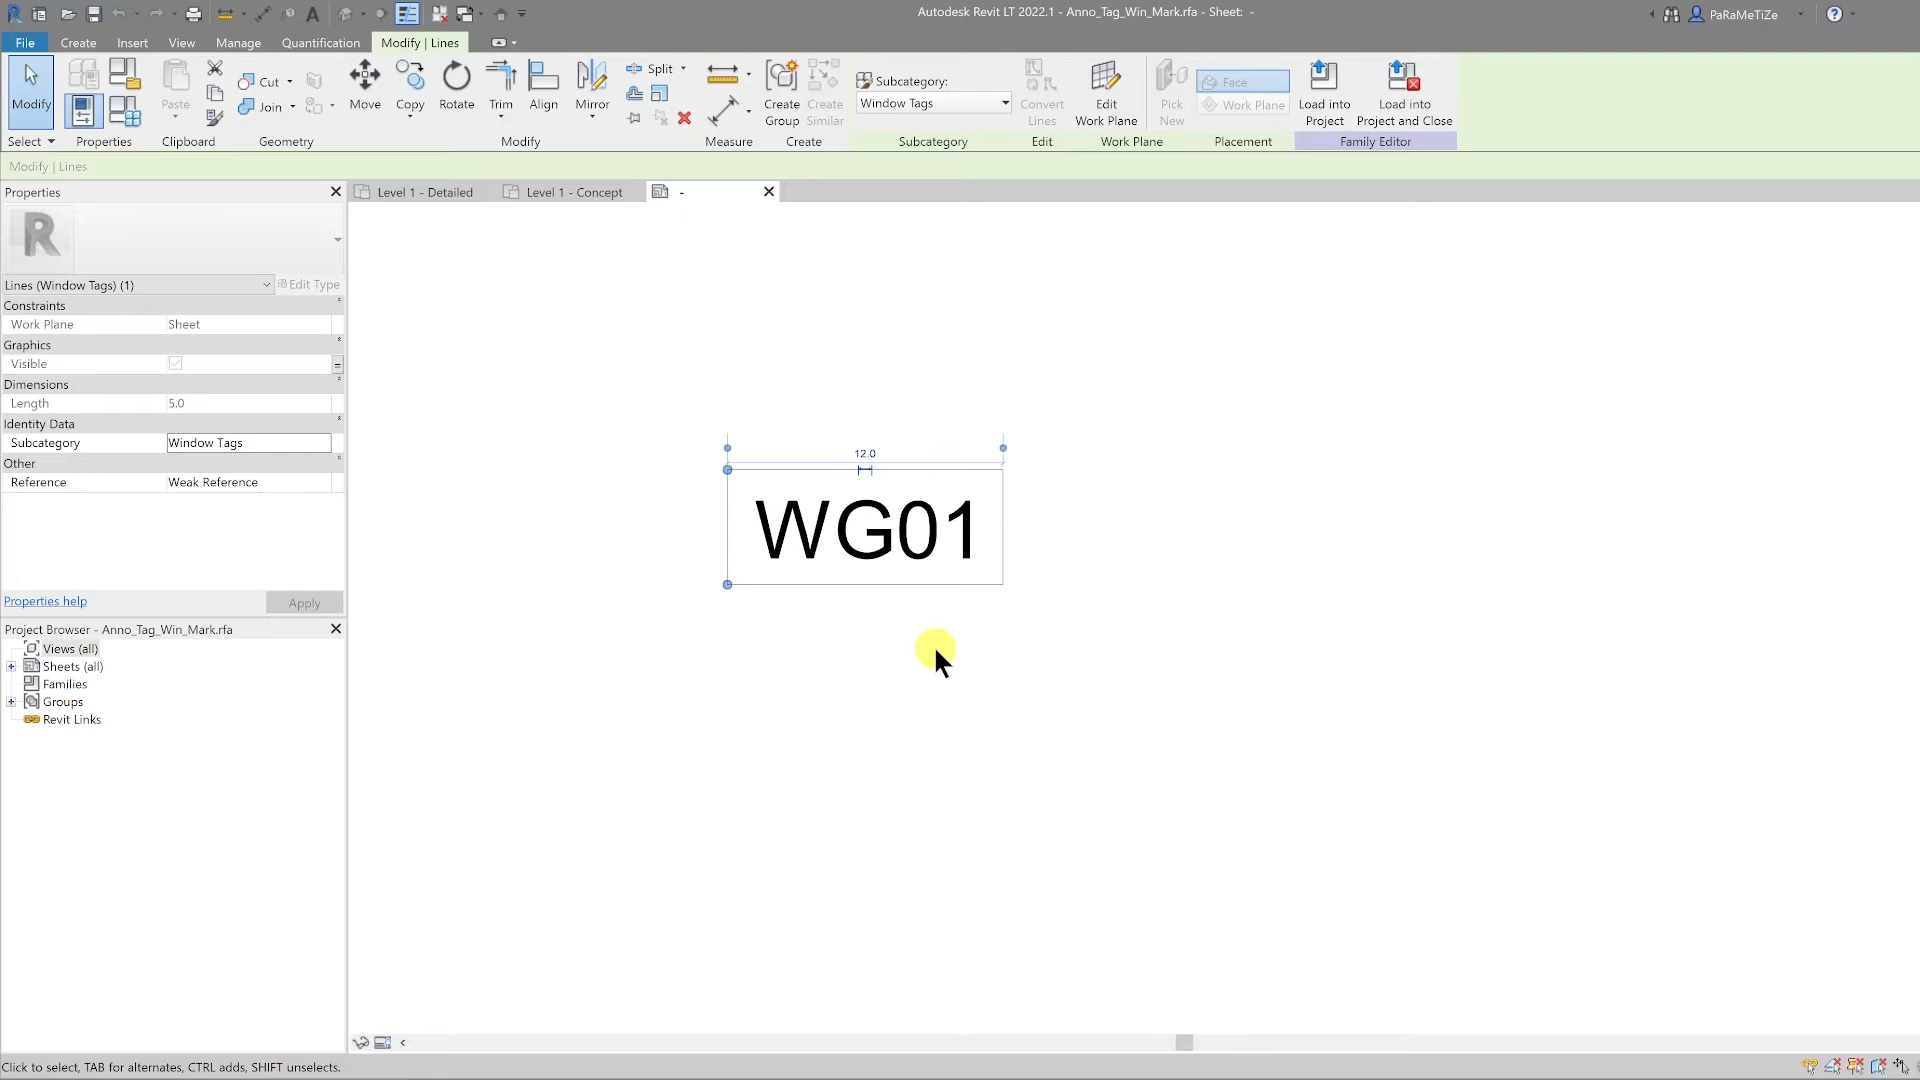 Autodesk Revit LT 2022.1 - Anno_Tag_Win_Mark.rfa - Sheet: -
PaRaMeTiZe
File Create Insert View Manage Quantification Modify | Lines
Modify
Paste
Cut
Join
Move Copy Rotate Trim Align Mirror
Split
Create Group
Create Similar
Subcategory:
Window Tags
Convert Lines
Edit Work Plane
Pick New
Face
Work Plane
Load into Project
Load into Project and Close
Select Properties Clipboard Geometry Modify Measure Create Subcategory Edit Work Plane Placement Family Editor
Modify | Lines
Properties
Level 1 - Detailed
Level 1 - Concept
-
R
Lines (Window Tags) (1)
Edit Type
Constraints
Work Plane Sheet
Graphics
Visible
Dimensions
Length 5.0
Identity Data
Subcategory Window Tags
Other
Reference Weak Reference
12.0
WG01
Properties help
Apply
Project Browser - Anno_Tag_Win_Mark.rfa
Views (all)
Sheets (all)
Families
Groups
Revit Links
Click to select, TAB for alternates, CTRL adds, SHIFT unselects.